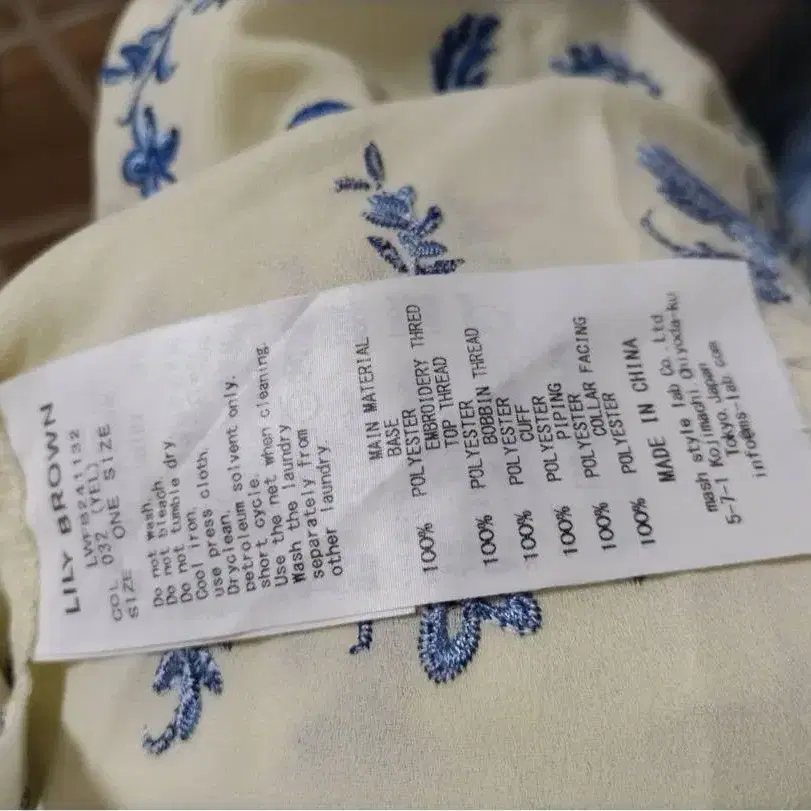 LILY BROWN
LWFB241132
COL 032 (YEL)
SIZE ONE SIZE
Do not wash.
Do not bleach.
Do not tumble dry.
Cool iron.
use press cloth.
Dryclean,
petroleum solvent only.
short cycle.
Use the net when cleaning.
Wash the laundry
separately from
other laundry.
MAIN MATERIAL
BASE
100% POLYESTER
EMBROIDERY THRED
TOP THREAD
100% POLYESTER
BOBBIN THREAD
100% POLYESTER
CUFF
100% POLYESTER
PIPING
100% POLYESTER
COLLAR FACING
100% POLYESTER
MADE IN CHINA
mash style lab Co.,Ltd.
5-7-1 Kojimachi, Chiyoda-ku
Tokyo, Japan
info@ms-lab.com